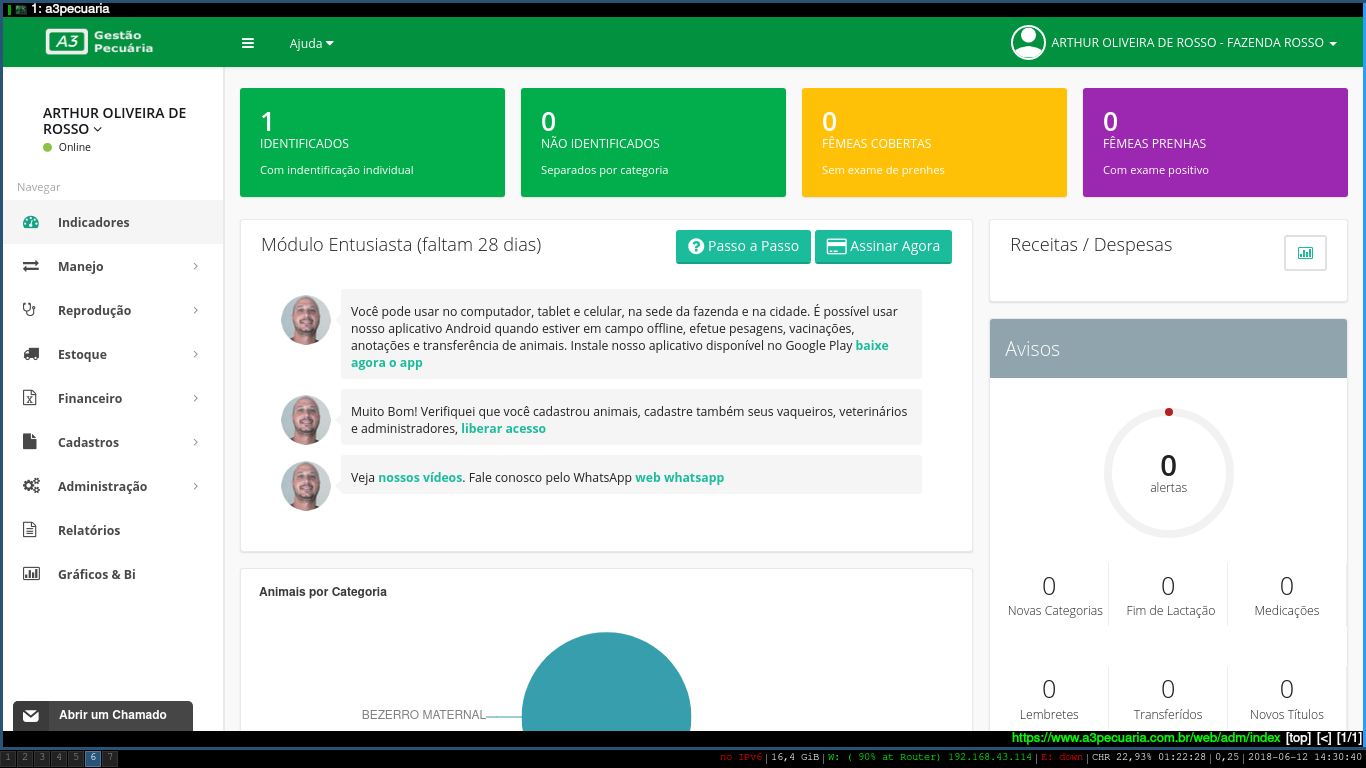 1: a3pecuaria
A3 Gestão
Pecuária
Ajuda
ARTHUR OLIVEIRA DE ROSSO - FAZENDA ROSSO
ARTHUR OLIVEIRA DE
ROSSO
Online
Navegar
Indicadores
Manejo
Reprodução
Estoque
Financeiro
Cadastros
Administração
Relatórios
Gráficos & Bi
Abrir um Chamado
1
IDENTIFICADOS
Com indentificação individual
0
NÃO IDENTIFICADOS
Separados por categoria
0
FÊMEAS COBERTAS
Sem exame de prenhes
0
FÊMEAS PRENHAS
Com exame positivo
Módulo Entusiasta (faltam 28 dias)
Passo a Passo
Assinar Agora
Você pode usar no computador, tablet e celular, na sede da fazenda e na cidade. É possível usar
nosso aplicativo Android quando estiver em campo offline, efetue pesagens, vacinações,
anotações e transferência de animais. Instale nosso aplicativo disponível no Google Play baixe
agora o app
Muito Bom! Verifiquei que você cadastrou animais, cadastre também seus vaqueiros, veterinários
e administradores, liberar acesso
Veja nossos vídeos. Fale conosco pelo WhatsApp web whatsapp
Animais por Categoria
BEZERRO MATERNAL
Receitas / Despesas
Avisos
0
alertas
0
Novas Categorias
0
Fim de Lactação
0
Medicações
0
Lembretes
0
Transferídos
0
Novos Títulos
https://www.a3pecuaria.com.br/web/adm/index [top] [<] [1/1]
1 2 3 4 5 6 7
no IPv6 | 16,4 GiB | W: ( 90% at Router) 192.168.43.114 | E: down | CHR 22,93% 01:22:28 | 0,25 | 2018-06-12 14:30:40